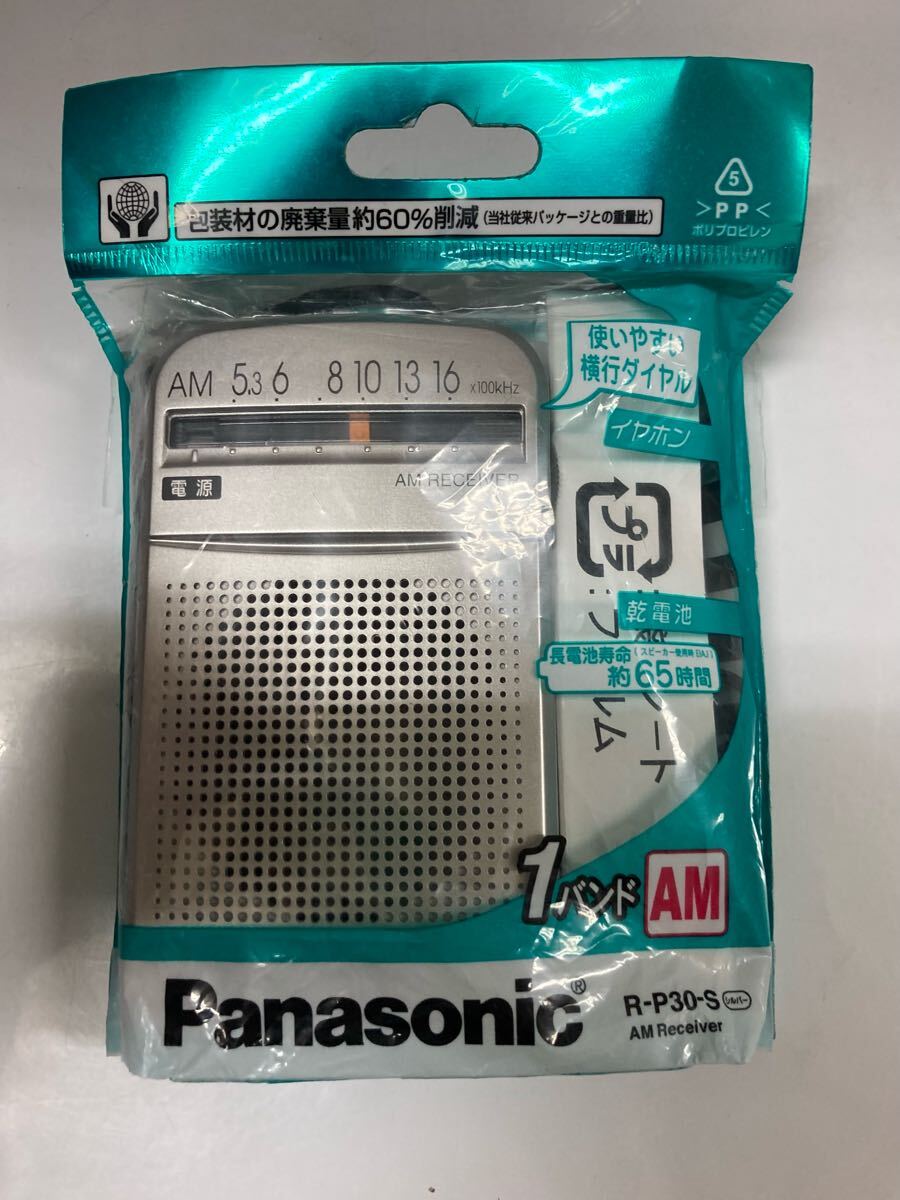 包装材の廃棄量約60%削減(当社従来パッケージとの重量比)
5
>PP<
ポリプロピレン
使いやすい
横行ダイヤル
イヤホン
AM 5.3 6 8 10 13 16 x100kHz
電源
AM RECEIVER
プラ
乾電池
長電池寿命(スピーカー使用時 EIAJ)
約65時間
1バンド AM
Panasonic®
R-P30-S シルバー
AM Receiver